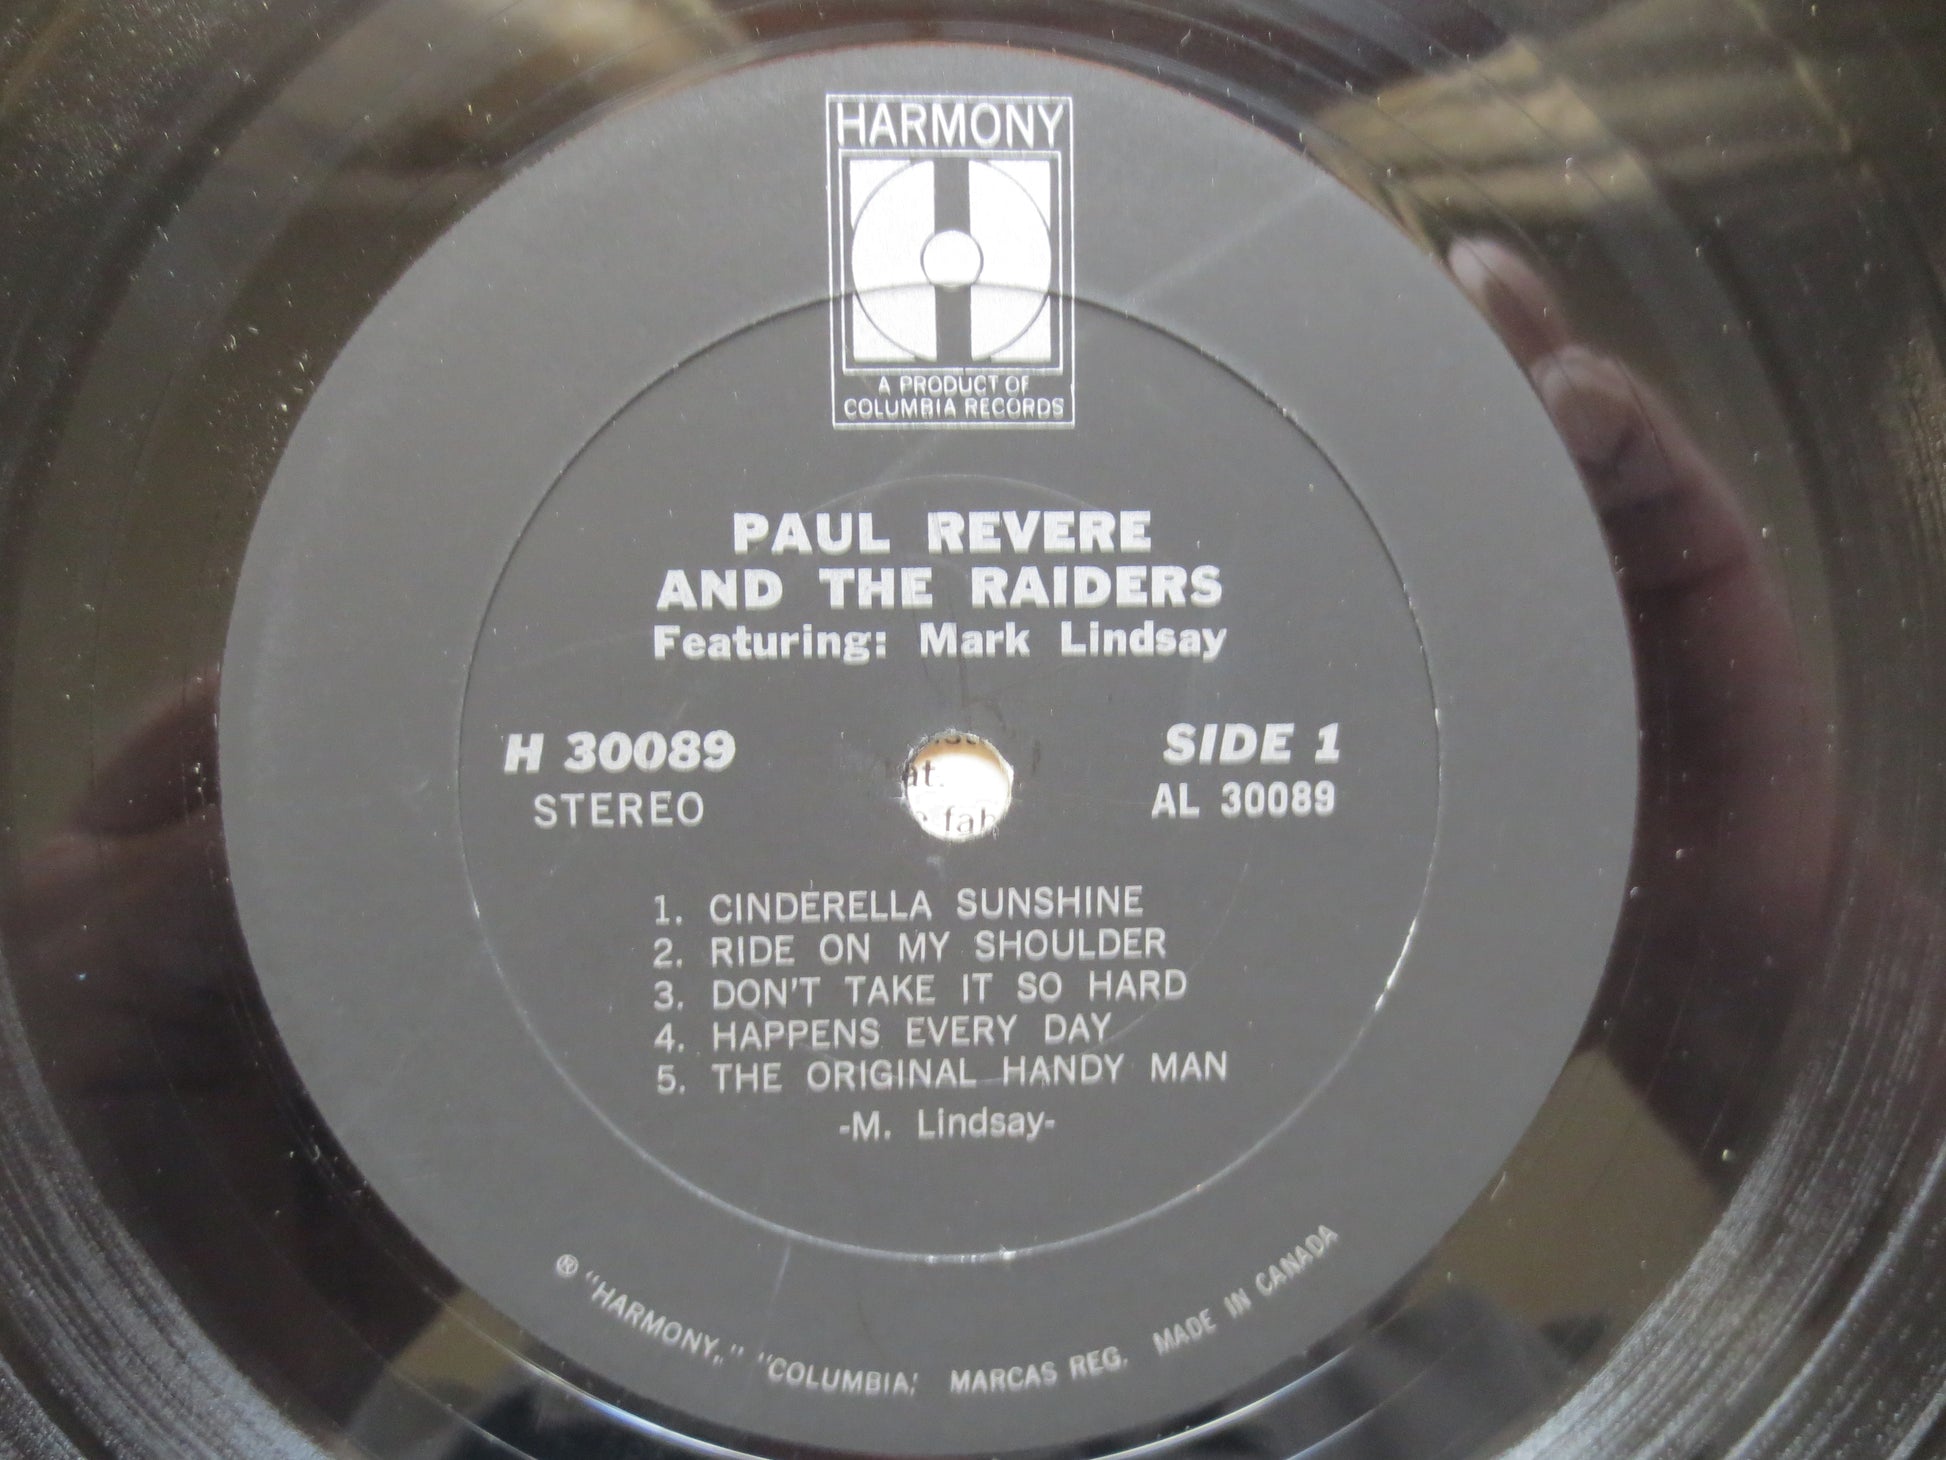 HARMONY
A PRODUCT OF
COLUMBIA RECORDS
PAUL REVERE
AND THE RAIDERS
Featuring: Mark Lindsay
H 30089
STEREO
SIDE 1
AL 30089
at.
fab
1. CINDERELLA SUNSHINE
2. RIDE ON MY SHOULDER
3. DON'T TAKE IT SO HARD
4. HAPPENS EVERY DAY
5. THE ORIGINAL HANDY MAN
-M. Lindsay-
® "HARMONY," "COLUMBIA," MARCAS REG. MADE IN CANADA